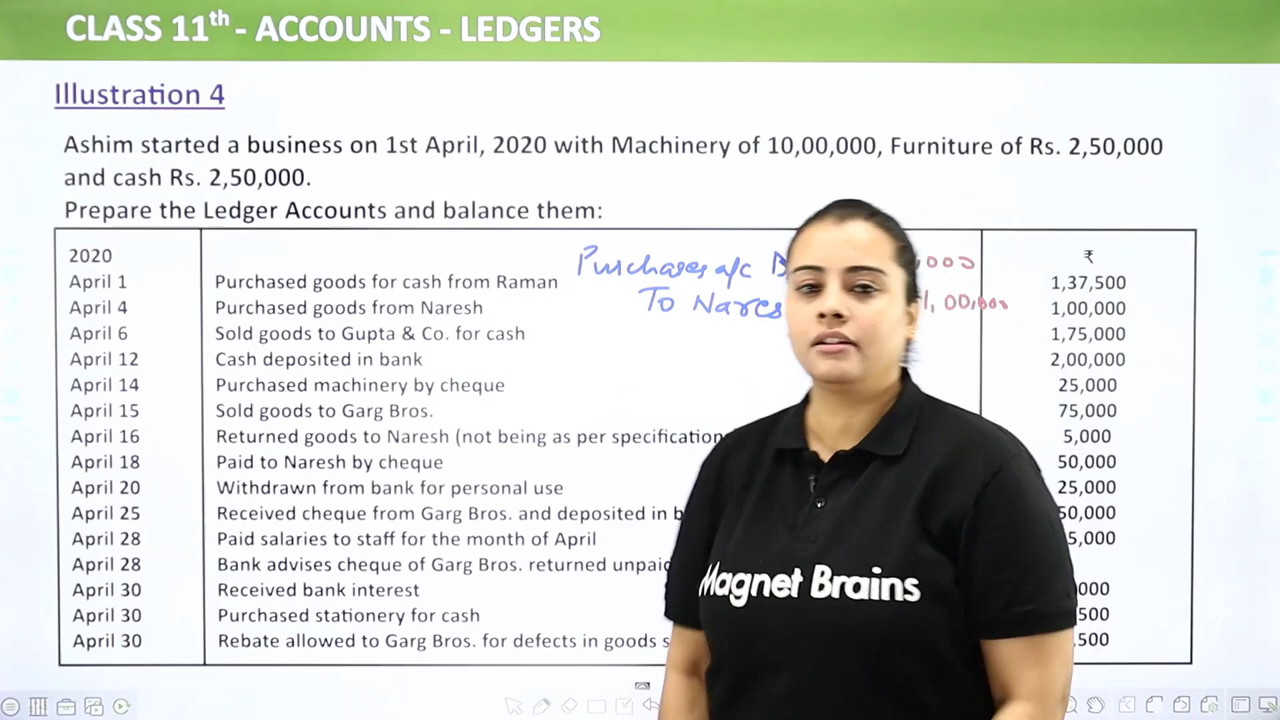 CLASS 11th - ACCOUNTS - LEDGERS
Illustration 4
Ashim started a business on 1st April, 2020 with Machinery of 10,00,000, Furniture of Rs. 2,50,000
and cash Rs. 2,50,000.
Prepare the Ledger Accounts and balance them:
2020 ₹
April 1 Purchased goods for cash from Raman 1,37,500
Purchases a/c
April 4 Purchased goods from Naresh 1,00,000
To 1,00,000
April 6 Sold goods to Gupta & Co. for cash 1,75,000
April 12 Cash deposited in bank 2,00,000
April 14 Purchased machinery by cheque 25,000
April 15 Sold goods to Garg Bros. 75,000
April 16 Returned goods to Naresh (not being as per specification 5,000
April 18 Paid to Naresh by cheque 50,000
April 20 Withdrawn from bank for personal use 25,000
April 25 Received cheque from Garg Bros. and deposited in
April 28 Paid salaries to staff for the month of April
April 28 Bank advises cheque of Garg Bros. returned
April 30 Received bank interest
April 30 Purchased stationery for cash
April 30 Rebate allowed to Garg Bros. for defects in goods
Magnet Brains